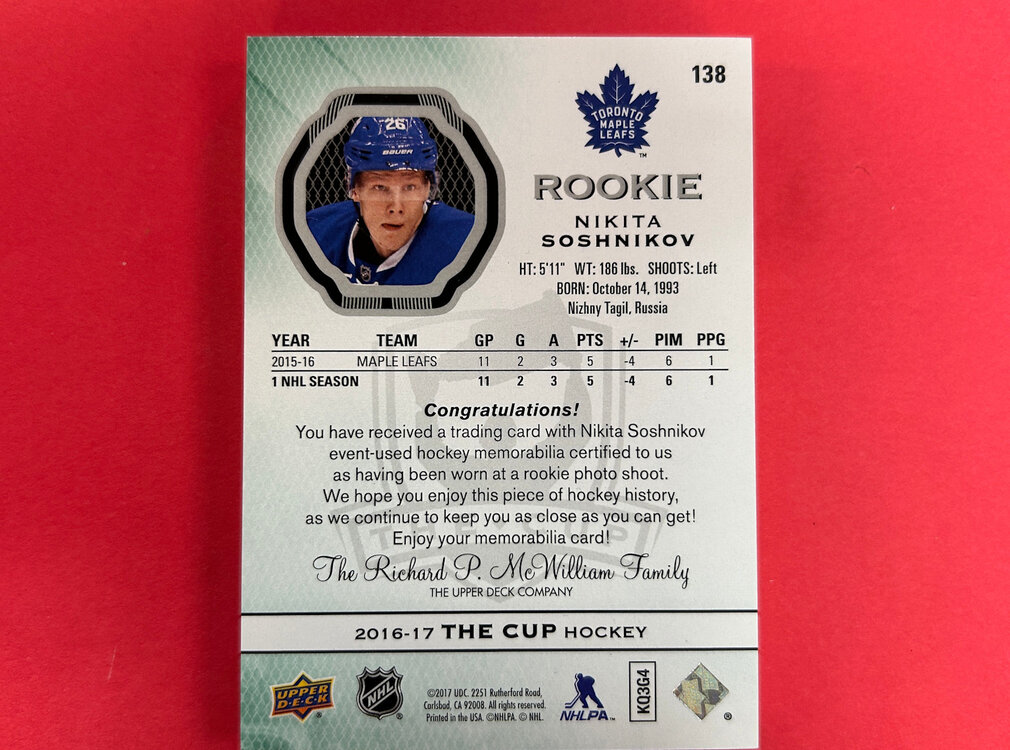 138
26
BAUER
TORONTO
MAPLE
LEAFS
TM
ROOKIE
NIKITA
SOSHNIKOV
HT: 5'11" WT: 186 lbs. SHOOTS: Left
BORN: October 14, 1993
Nizhny Tagil, Russia
YEAR TEAM GP G A PTS +/- PIM PPG
2015-16 MAPLE LEAFS 11 2 3 5 -4 6 1
1 NHL SEASON 11 2 3 5 -4 6 1
Congratulations!
You have received a trading card with Nikita Soshnikov
event-used hockey memorabilia certified to us
as having been worn at a rookie photo shoot.
We hope you enjoy this piece of hockey history,
as we continue to keep you as close as you can get!
Enjoy your memorabilia card!
THE CUP
The Richard P. McWilliam Family
THE UPPER DECK COMPANY
2016-17 THE CUP HOCKEY
UPPER
DECK
®
NHL
®
©2017 UDC. 2251 Rutherford Road,
Carlsbad, CA 92008. All rights reserved.
Printed in the USA. ©NHLPA. © NHL.
NHLPA
KQ3G4
®